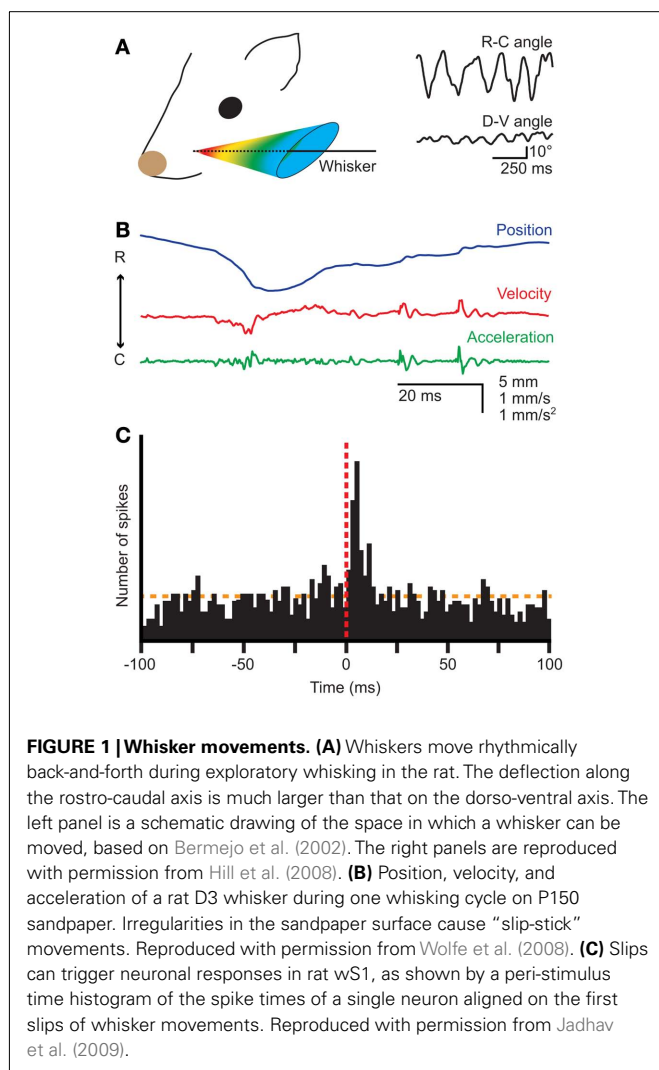 A
R-C angle
D-V angle
10°
250 ms
Whisker
B
R
C
Position
Velocity
Acceleration
20 ms
5 mm
1 mm/s
1 mm/s²
C
Number of spikes
-100
-50
0
50
100
Time (ms)
FIGURE 1 | Whisker movements. (A) Whiskers move rhythmically
back-and-forth during exploratory whisking in the rat. The deflection along
the rostro-caudal axis is much larger than that on the dorso-ventral axis. The
left panel is a schematic drawing of the space in which a whisker can be
moved, based on Bermejo et al. (2002). The right panels are reproduced
with permission from Hill et al. (2008). (B) Position, velocity, and
acceleration of a rat D3 whisker during one whisking cycle on P150
sandpaper. Irregularities in the sandpaper surface cause “slip-stick”
movements. Reproduced with permission from Wolfe et al. (2008). (C) Slips
can trigger neuronal responses in rat wS1, as shown by a peri-stimulus
time histogram of the spike times of a single neuron aligned on the first
slips of whisker movements. Reproduced with permission from Jadhav
et al. (2009).